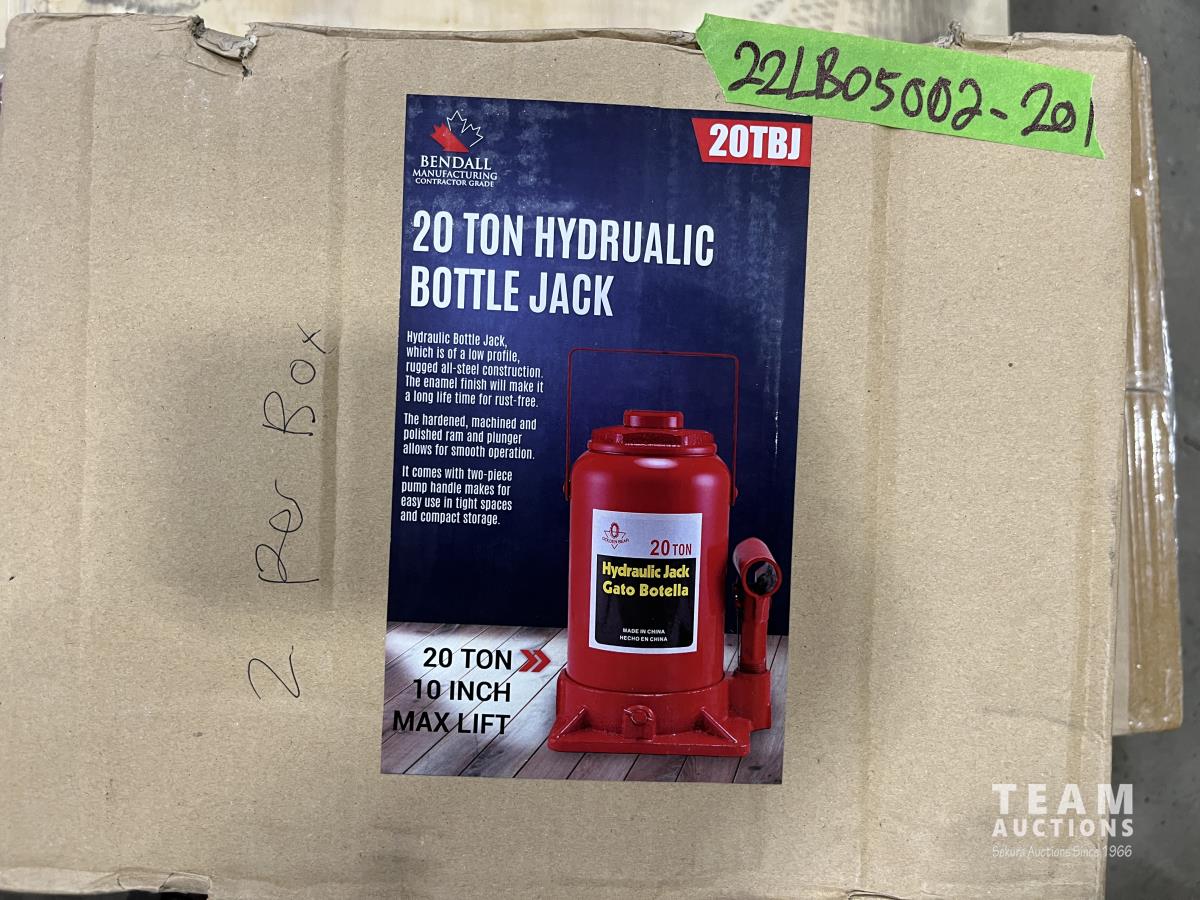 22LB05002-201
BENDALL
MANUFACTURING
CONTRACTOR GRADE
20TBJ
20 TON HYDRUALIC
BOTTLE JACK
Hydraulic Bottle Jack,
which is of a low profile,
rugged all-steel construction.
The enamel finish will make it
a long life time for rust-free.
The hardened, machined and
polished ram and plunger
allows for smooth operation.
It comes with two-piece
pump handle makes for
easy use in tight spaces
and compact storage.
GOLDEN BEAR
20 TON
Hydraulic Jack
Gato Botella
MADE IN CHINA
HECHO EN CHINA
20 TON
10 INCH
MAX LIFT
2 Per Box
TEAM
AUCTIONS
Sakura Auctions Since 1966